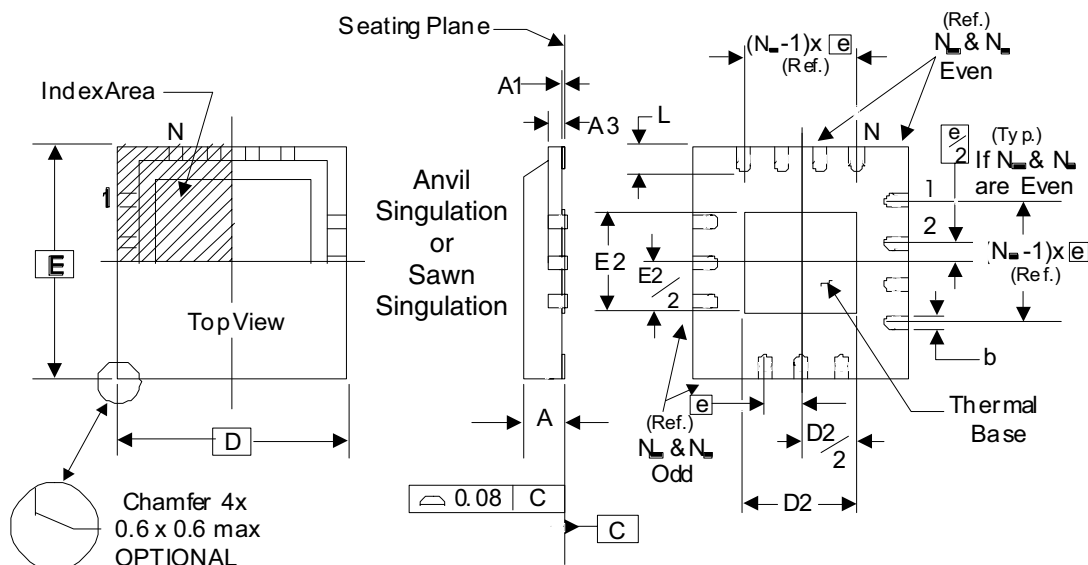 Seating Plane
IndexArea
N
1
E
Top View
D
Chamfer 4x
0.6 x 0.6 max
OPTIONAL
A1
A3
L
Anvil
Singulation
or
Sawn
Singulation
A
0.08 C
C
(Ref.)
N & N
Even
(N -1)x e
(Ref.)
N
e/2
(Typ.)
If N & N
are Even
1
2
(N -1)x e
(Ref.)
b
E2
E2/2
Thermal
Base
e
(Ref.)
N & N
Odd
D2/2
D2